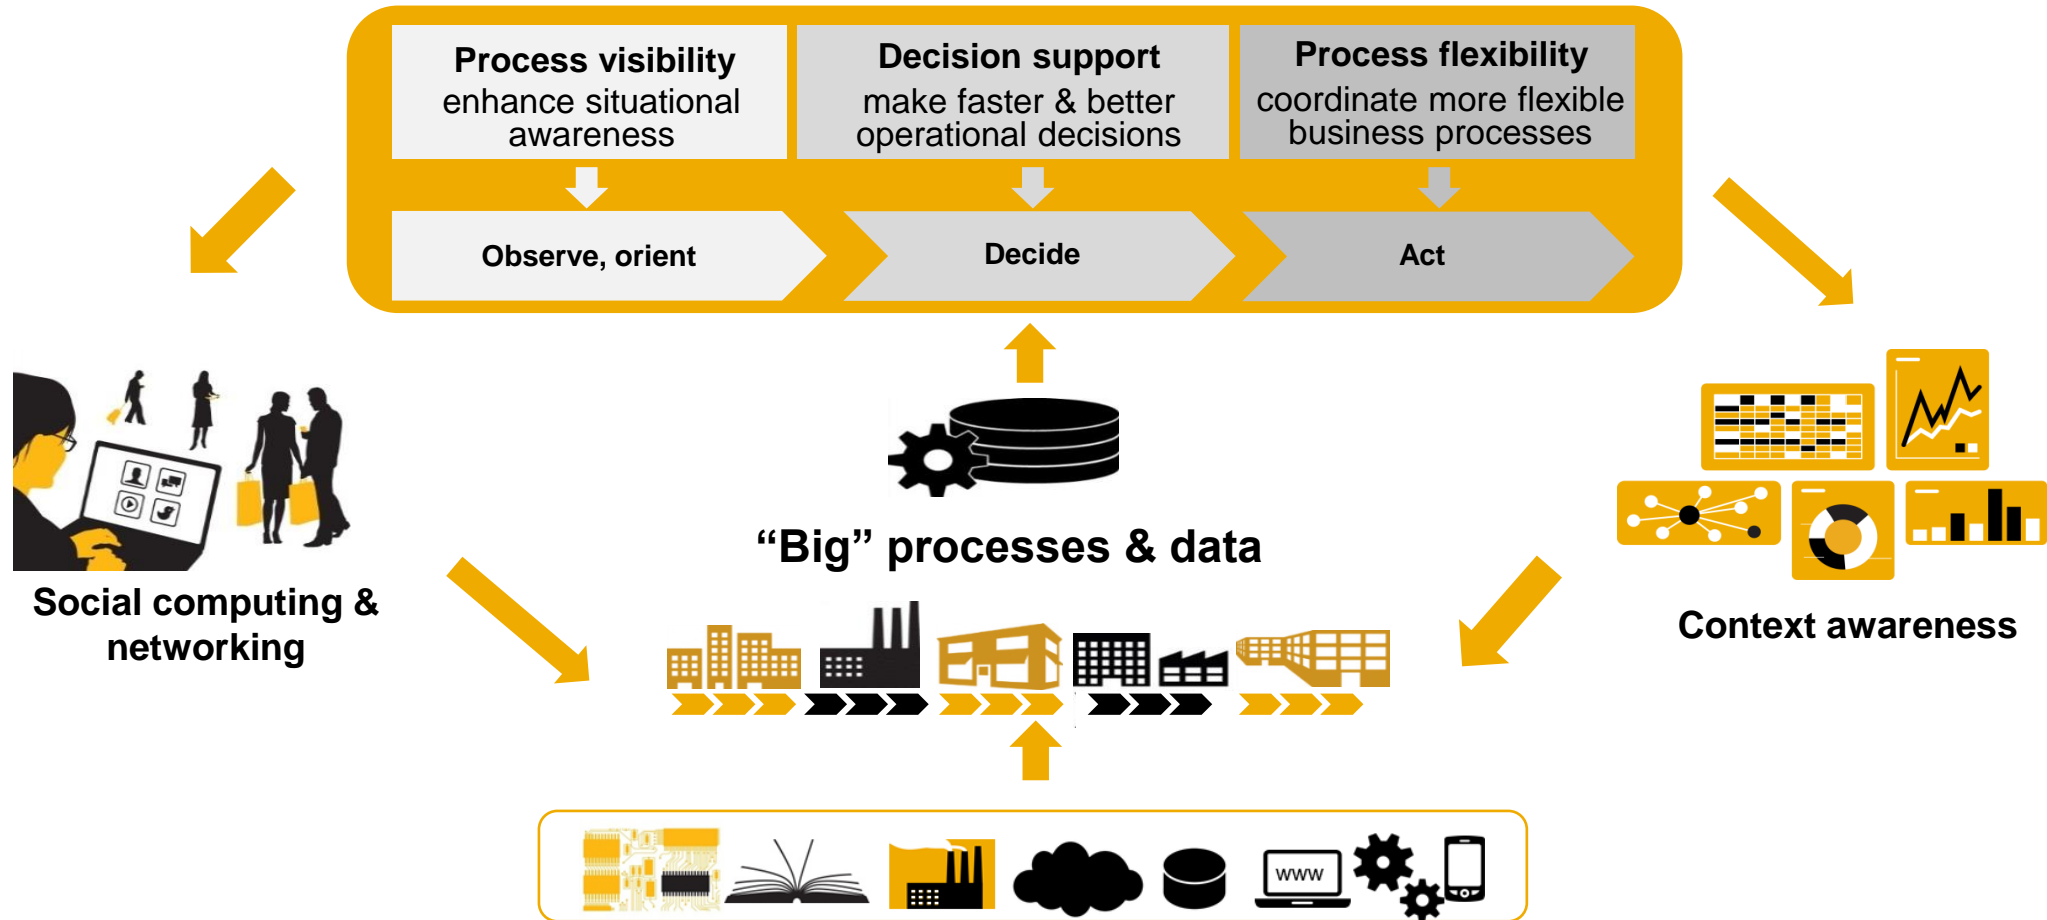 Process visibility
enhance situational
awareness
Decision support
make faster & better
operational decisions
Process flexibility
coordinate more flexible
business processes
Observe, orient
Decide
Act
“Big” processes & data
Social computing &
networking
Context awareness
www